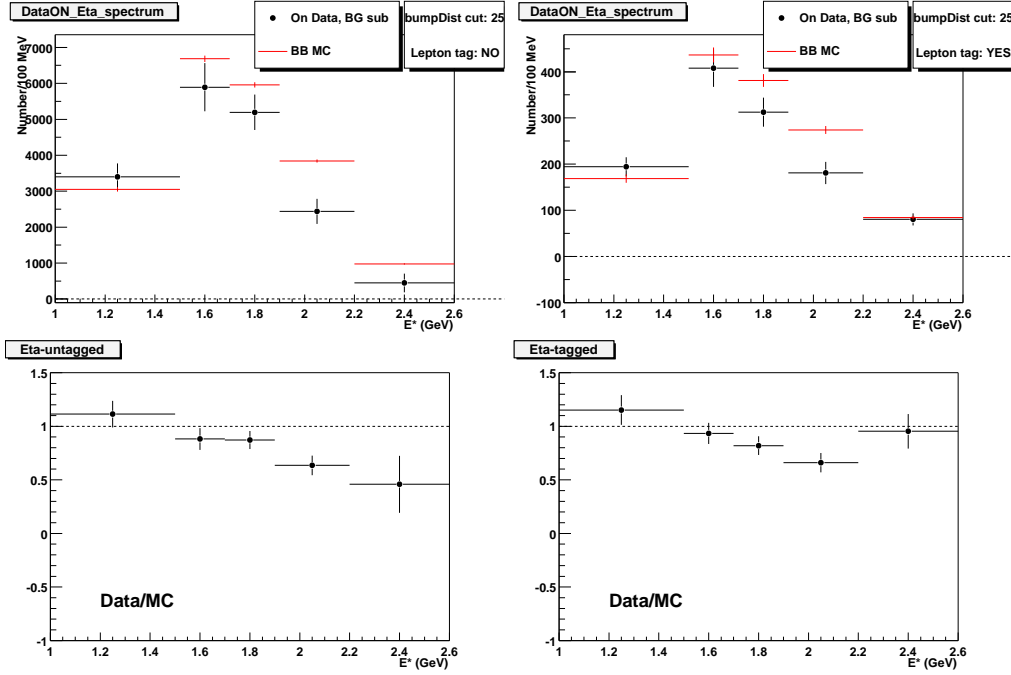 DataON_Eta_spectrum
On Data, BG sub
BB MC
bumpDist cut: 25
Lepton tag: NO
Number/100 MeV
7000
6000
5000
4000
3000
2000
1000
0
1 1.2 1.4 1.6 1.8 2 2.2 2.4 2.6
E* (GeV)
DataON_Eta_spectrum
On Data, BG sub
BB MC
bumpDist cut: 25
Lepton tag: YES
Number/100 MeV
400
300
200
100
0
-100
1 1.2 1.4 1.6 1.8 2 2.2 2.4 2.6
E* (GeV)
Eta-untagged
1.5
1
0.5
0
-0.5
-1
Data/MC
1 1.2 1.4 1.6 1.8 2 2.2 2.4 2.6
E* (GeV)
Eta-tagged
1.5
1
0.5
0
-0.5
-1
Data/MC
1 1.2 1.4 1.6 1.8 2 2.2 2.4 2.6
E* (GeV)